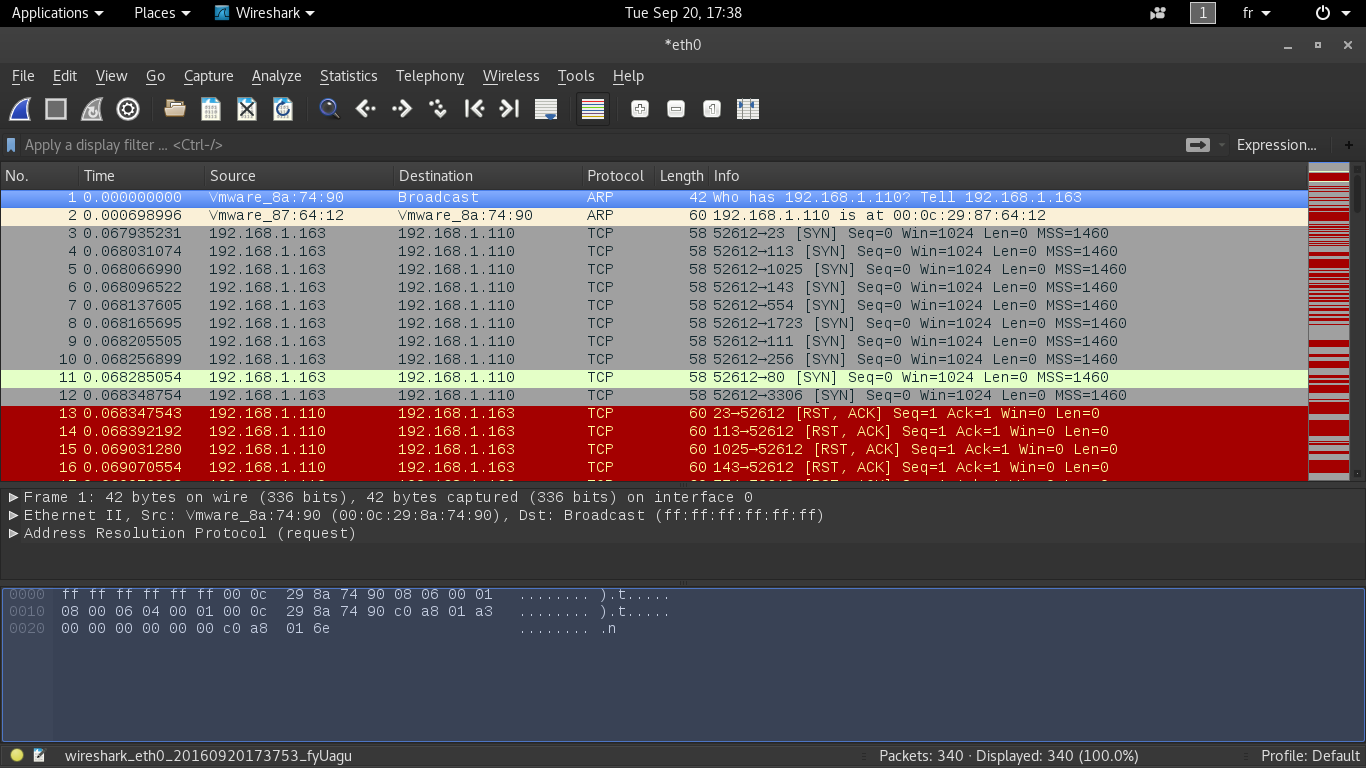 Applications Places Wireshark Tue Sep 20, 17:38 1 fr
*eth0
File Edit View Go Capture Analyze Statistics Telephony Wireless Tools Help
Apply a display filter ... <Ctrl-/> Expression... +
No. Time Source Destination Protocol Length Info
1 0.000000000 Vmware_8a:74:90 Broadcast ARP 42 Who has 192.168.1.110? Tell 192.168.1.163
2 0.000698996 Vmware_87:64:12 Vmware_8a:74:90 ARP 60 192.168.1.110 is at 00:0c:29:87:64:12
3 0.067935231 192.168.1.163 192.168.1.110 TCP 58 52612→23 [SYN] Seq=0 Win=1024 Len=0 MSS=1460
4 0.068031074 192.168.1.163 192.168.1.110 TCP 58 52612→113 [SYN] Seq=0 Win=1024 Len=0 MSS=1460
5 0.068066990 192.168.1.163 192.168.1.110 TCP 58 52612→1025 [SYN] Seq=0 Win=1024 Len=0 MSS=1460
6 0.068096522 192.168.1.163 192.168.1.110 TCP 58 52612→143 [SYN] Seq=0 Win=1024 Len=0 MSS=1460
7 0.068137605 192.168.1.163 192.168.1.110 TCP 58 52612→554 [SYN] Seq=0 Win=1024 Len=0 MSS=1460
8 0.068165695 192.168.1.163 192.168.1.110 TCP 58 52612→1723 [SYN] Seq=0 Win=1024 Len=0 MSS=1460
9 0.068205505 192.168.1.163 192.168.1.110 TCP 58 52612→111 [SYN] Seq=0 Win=1024 Len=0 MSS=1460
10 0.068256899 192.168.1.163 192.168.1.110 TCP 58 52612→256 [SYN] Seq=0 Win=1024 Len=0 MSS=1460
11 0.068285054 192.168.1.163 192.168.1.110 TCP 58 52612→80 [SYN] Seq=0 Win=1024 Len=0 MSS=1460
12 0.068348754 192.168.1.163 192.168.1.110 TCP 58 52612→3306 [SYN] Seq=0 Win=1024 Len=0 MSS=1460
13 0.068347543 192.168.1.110 192.168.1.163 TCP 60 23→52612 [RST, ACK] Seq=1 Ack=1 Win=0 Len=0
14 0.068392192 192.168.1.110 192.168.1.163 TCP 60 113→52612 [RST, ACK] Seq=1 Ack=1 Win=0 Len=0
15 0.069031280 192.168.1.110 192.168.1.163 TCP 60 1025→52612 [RST, ACK] Seq=1 Ack=1 Win=0 Len=0
16 0.069070554 192.168.1.110 192.168.1.163 TCP 60 143→52612 [RST, ACK] Seq=1 Ack=1 Win=0 Len=0
Frame 1: 42 bytes on wire (336 bits), 42 bytes captured (336 bits) on interface 0
Ethernet II, Src: Vmware_8a:74:90 (00:0c:29:8a:74:90), Dst: Broadcast (ff:ff:ff:ff:ff:ff)
Address Resolution Protocol (request)
0000 ff ff ff ff ff ff 00 0c 29 8a 74 90 08 06 00 01 ........ ).t.....
0010 08 00 06 04 00 01 00 0c 29 8a 74 90 c0 a8 01 a3 ........ ).t.....
0020 00 00 00 00 00 00 c0 a8 01 6e ........ .n
wireshark_eth0_20160920173753_fyUagu Packets: 340 · Displayed: 340 (100.0%) Profile: Default